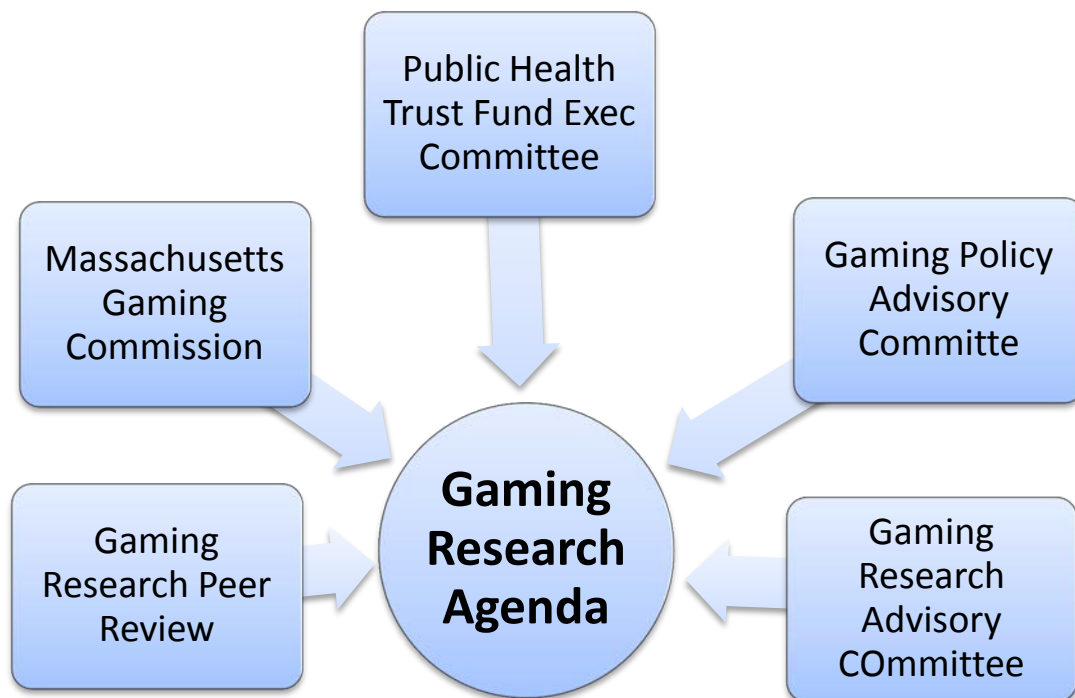 Public Health
Trust Fund Exec
Committee
Massachusetts
Gaming
Commission
Gaming Policy
Advisory
Committe
Gaming
Research
Agenda
Gaming
Research Peer
Review
Gaming
Research
Advisory
COmmittee